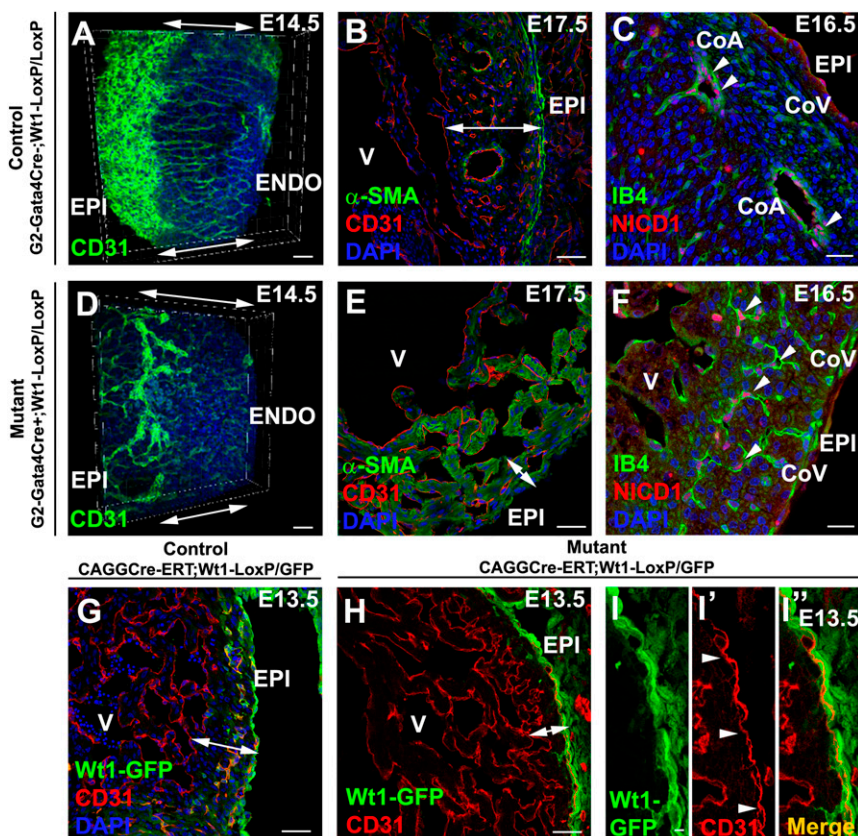 Control
G2-Gata4Cre-;Wt1-LoxP/LoxP
A
E14.5
EPI
ENDO
CD31
B
E17.5
EPI
V
α-SMA
CD31
DAPI
C
E16.5
CoA
EPI
CoV
CoA
IB4
NICD1
DAPI
Mutant
G2-Gata4Cre+;Wt1-LoxP/LoxP
D
E14.5
ENDO
EPI
CD31
E
E17.5
V
α-SMA
CD31
DAPI
EPI
F
E16.5
CoV
V
EPI
CoV
IB4
NICD1
DAPI
Control
CAGGCre-ERT;Wt1-LoxP/GFP
Mutant
CAGGCre-ERT;Wt1-LoxP/GFP
G
E13.5
EPI
V
Wt1-GFP
CD31
DAPI
H
E13.5
EPI
V
Wt1-GFP
CD31
I
Wt1-
GFP
I'
CD31
I''
E13.5
Merge